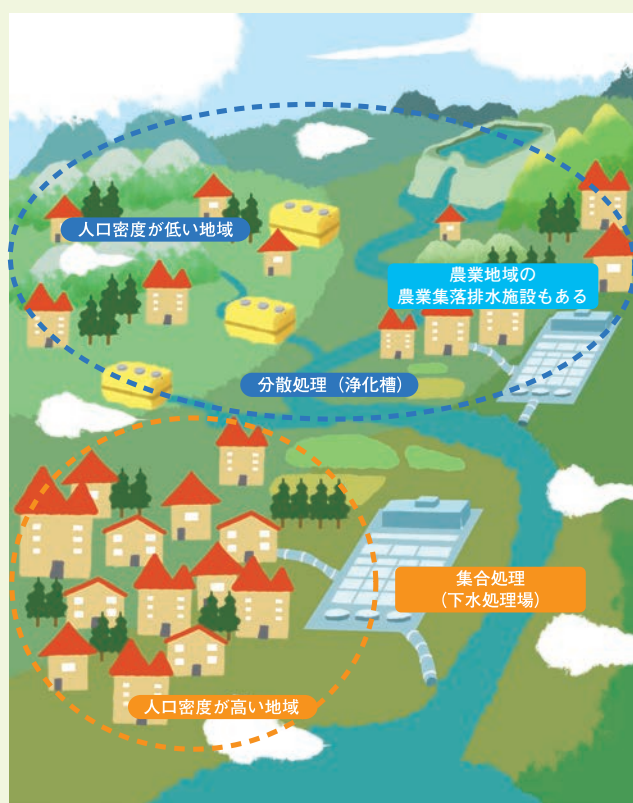 人口密度が低い地域
農業地域の
農業集落排水施設もある
分散処理（浄化槽）
集合処理
（下水処理場）
人口密度が高い地域